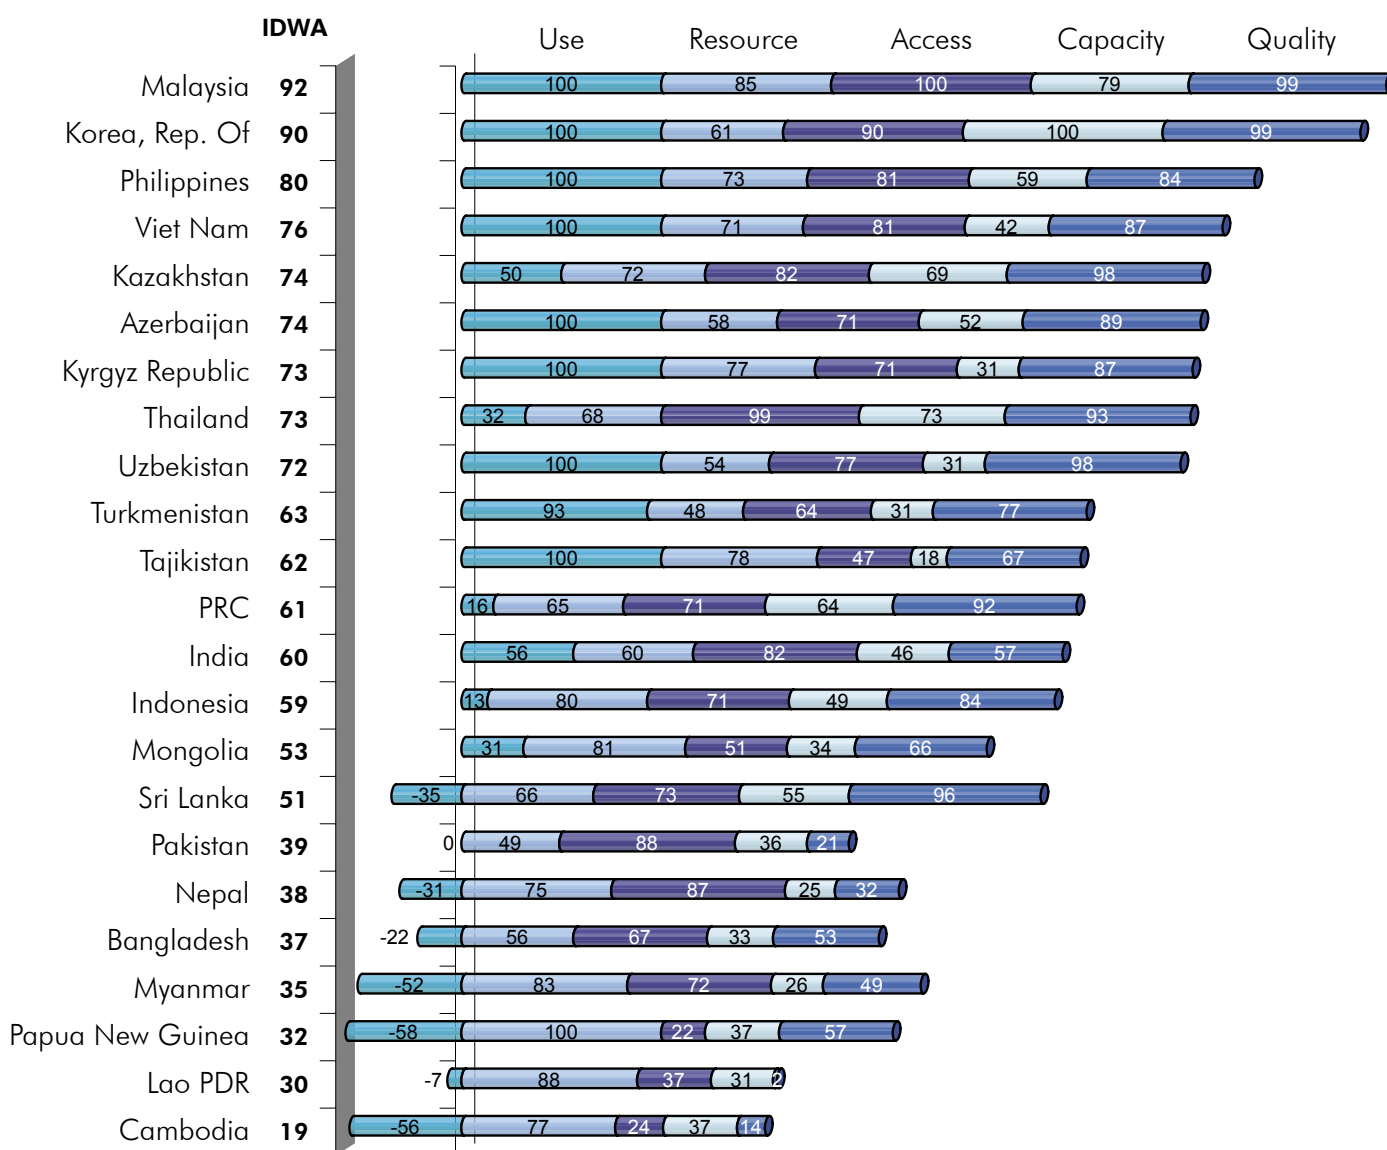 IDWA Use Resource Access Capacity Quality
Malaysia 92 100 85 100 79 99
Korea, Rep. Of 90 100 61 90 100 99
Philippines 80 100 73 81 59 84
Viet Nam 76 100 71 81 42 87
Kazakhstan 74 50 72 82 69 98
Azerbaijan 74 100 58 71 52 89
Kyrgyz Republic 73 100 77 71 31 87
Thailand 73 32 68 99 73 93
Uzbekistan 72 100 54 77 31 98
Turkmenistan 63 93 48 64 31 77
Tajikistan 62 100 78 47 18 67
PRC 61 16 65 71 64 92
India 60 56 60 82 46 57
Indonesia 59 13 80 71 49 84
Mongolia 53 31 81 51 34 66
Sri Lanka 51 -35 66 73 55 96
Pakistan 39 0 49 88 36 21
Nepal 38 -31 75 87 25 32
Bangladesh 37 -22 56 67 33 53
Myanmar 35 -52 83 72 26 49
Papua New Guinea 32 -58 100 22 37 57
Lao PDR 30 -7 88 37 31 2
Cambodia 19 -56 77 24 37 14